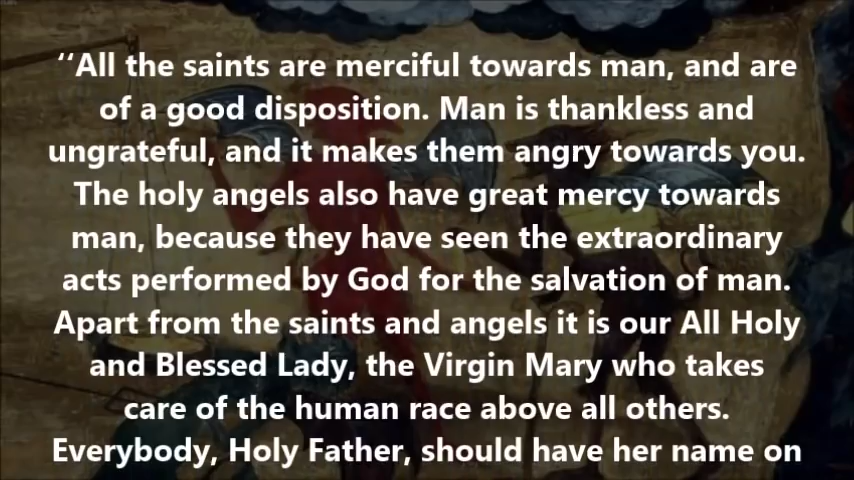 “All the saints are merciful towards man, and are
of a good disposition. Man is thankless and
ungrateful, and it makes them angry towards you.
The holy angels also have great mercy towards
man, because they have seen the extraordinary
acts performed by God for the salvation of man.
Apart from the saints and angels it is our All Holy
and Blessed Lady, the Virgin Mary who takes
care of the human race above all others.
Everybody, Holy Father, should have her name on